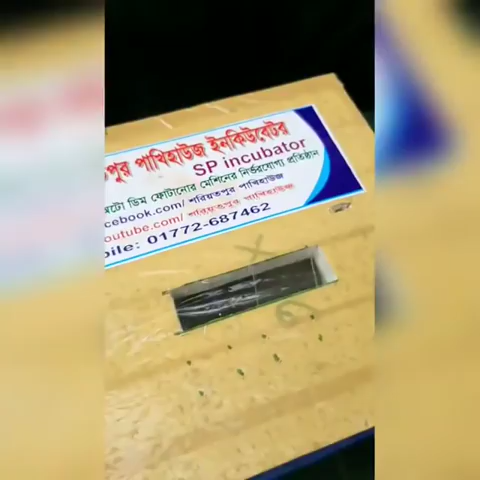 পুর পাখিহাউজ ইনকিউবেটর
SP incubator
অটো ডিম ফোটানোর মেশিনের নির্ভরযোগ্য প্রতিষ্ঠান
cebook.com/ শরিয়তপুর পাখিহাউজ
outube.com/ শরিয়তপুর পাখিহাউজ
bile: 01772-687462